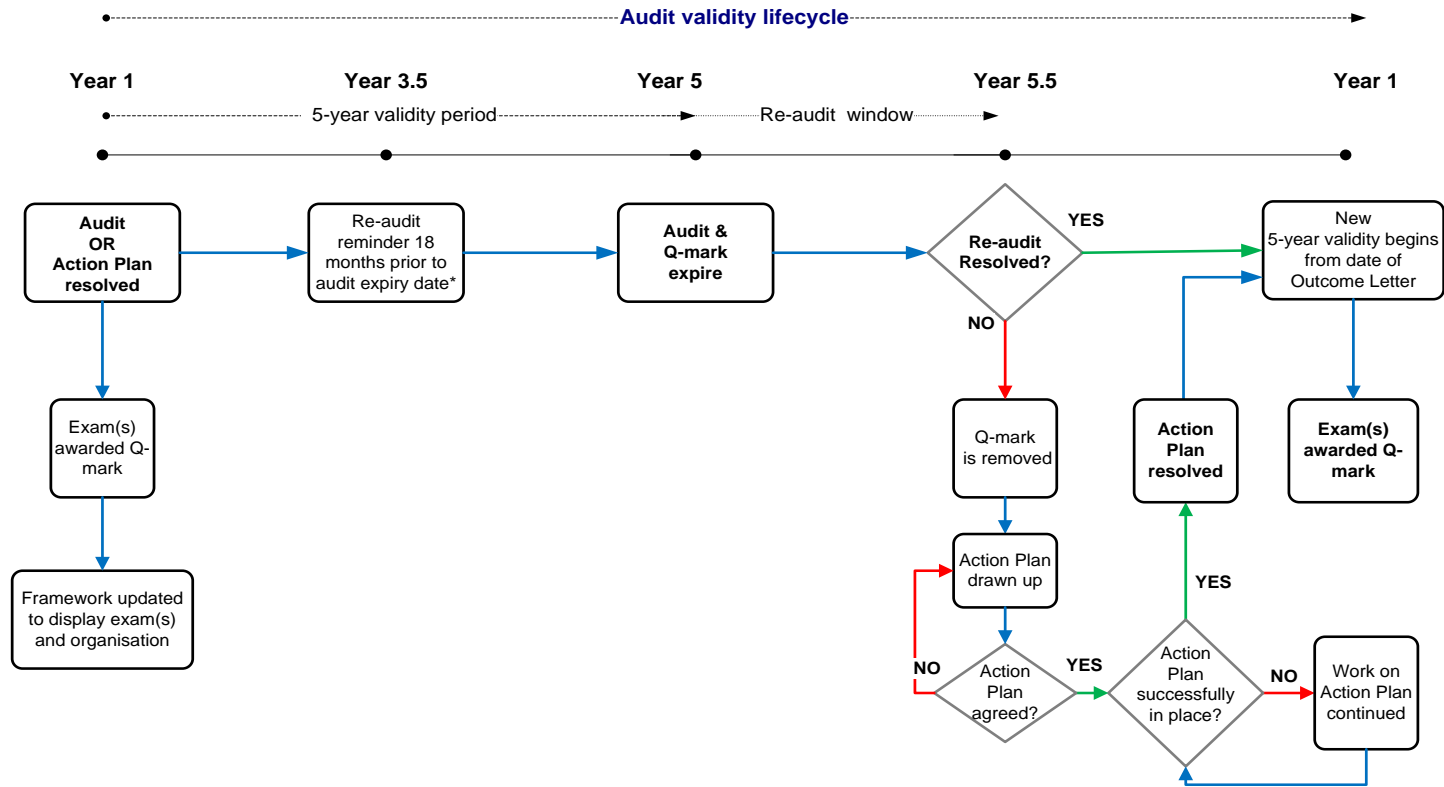 Audit validity lifecycle
Year 1
Year 3.5
Year 5
Year 5.5
Year 1
5-year validity period
Re-audit window
Audit
OR
Action Plan
resolved
Re-audit
reminder 18
months prior to
audit expiry date*
Audit &
Q-mark
expire
Re-audit
Resolved?
YES
New
5-year validity begins
from date of
Outcome Letter
NO
Exam(s)
awarded Q-
mark
Q-mark
is removed
Action
Plan
resolved
Exam(s)
awarded Q-
mark
Framework updated
to display exam(s)
and organisation
Action Plan
drawn up
YES
NO
Action
Plan
agreed?
YES
Action
Plan
successfully
in place?
NO
Work on
Action Plan
continued